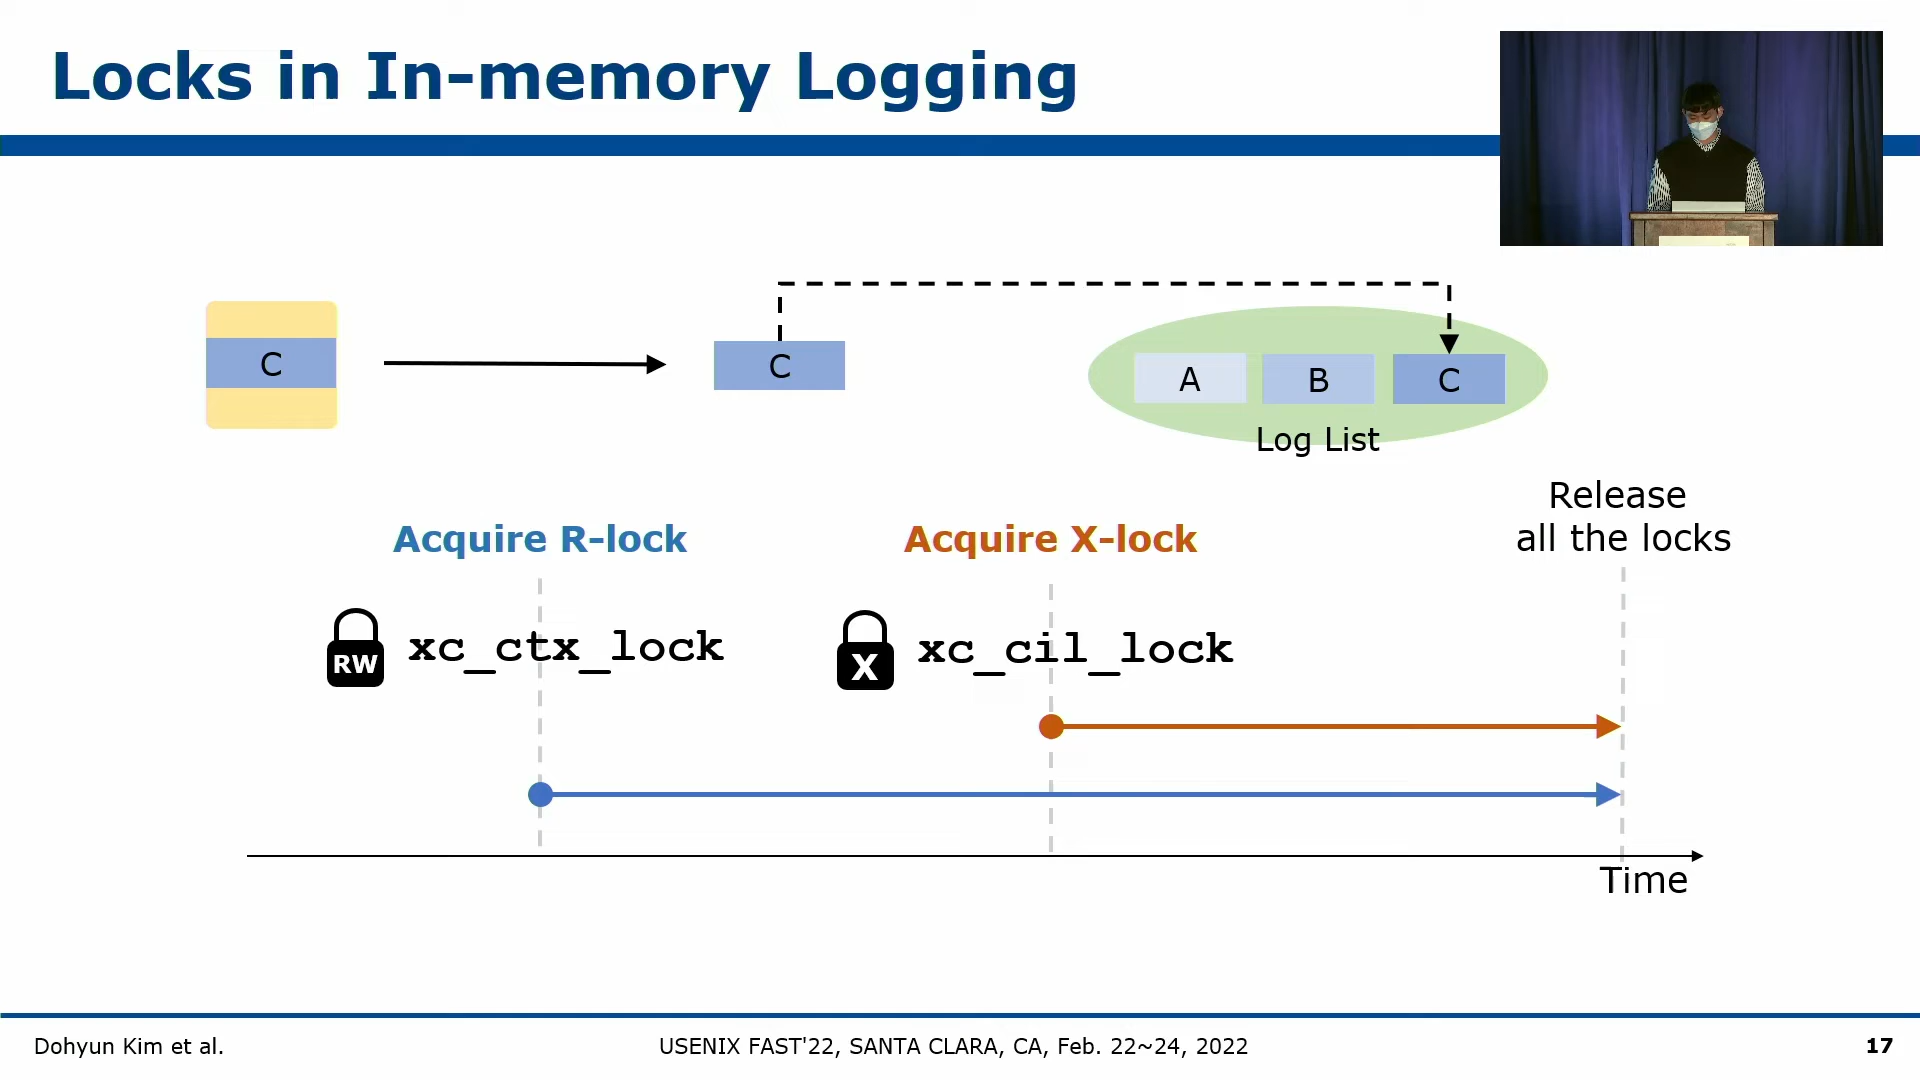 Locks in In-memory Logging
C
C
A
B
C
Log List
Release
all the locks
Acquire R-lock
Acquire X-lock
RW
xc_ctx_lock
X
xc_cil_lock
Time
Dohyun Kim et al.
USENIX FAST'22, SANTA CLARA, CA, Feb. 22~24, 2022
17